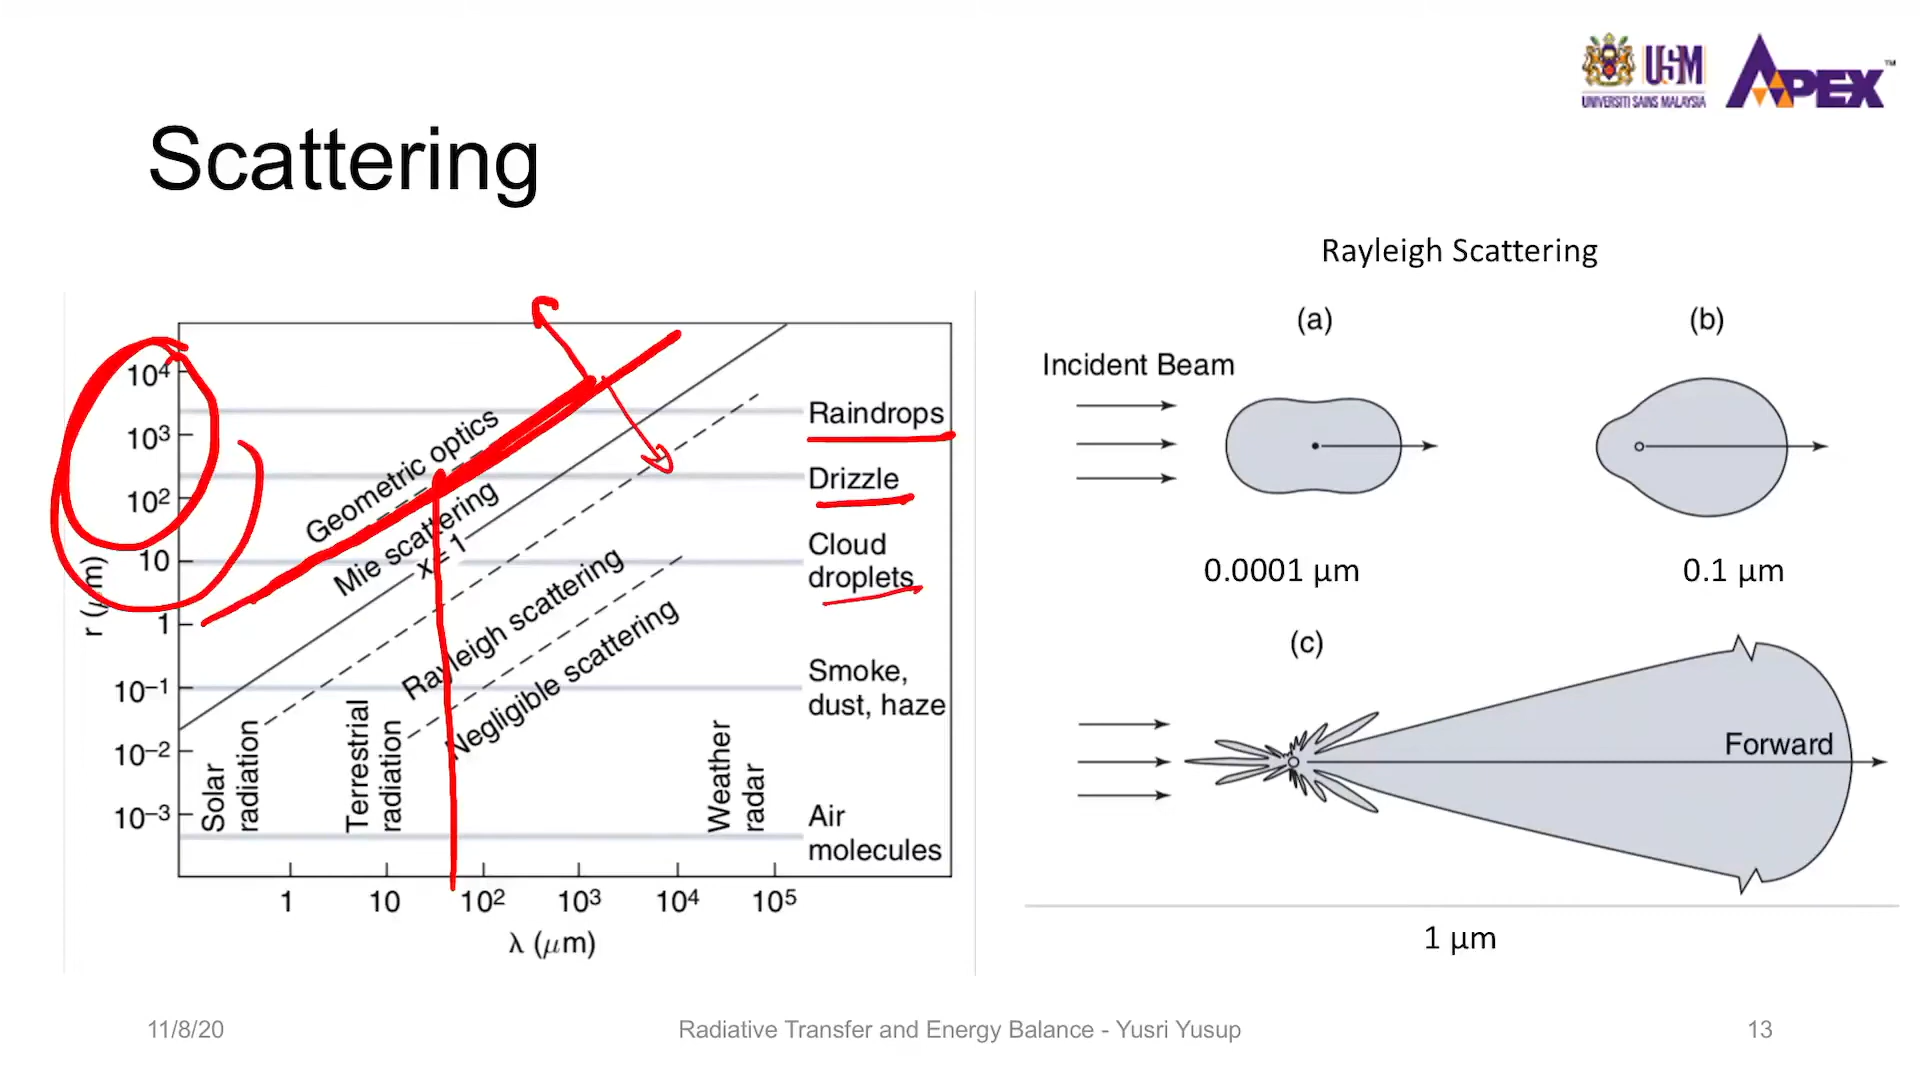 USM
UNIVERSITI SAINS MALAYSIA
APEX™
Scattering
10⁴
10³
10²
10
1
10⁻¹
10⁻²
10⁻³
r (μm)
Geometric optics
Mie scattering
x = 1
Rayleigh scattering
Negligible scattering
Solar
radiation
Terrestrial
radiation
Weather
radar
Raindrops
Drizzle
Cloud
droplets
Smoke,
dust, haze
Air
molecules
1 10 10² 10³ 10⁴ 10⁵
λ (μm)
Rayleigh Scattering
(a) (b)
Incident Beam
0.0001 μm 0.1 μm
(c)
Forward
1 μm
11/8/20 Radiative Transfer and Energy Balance - Yusri Yusup 13